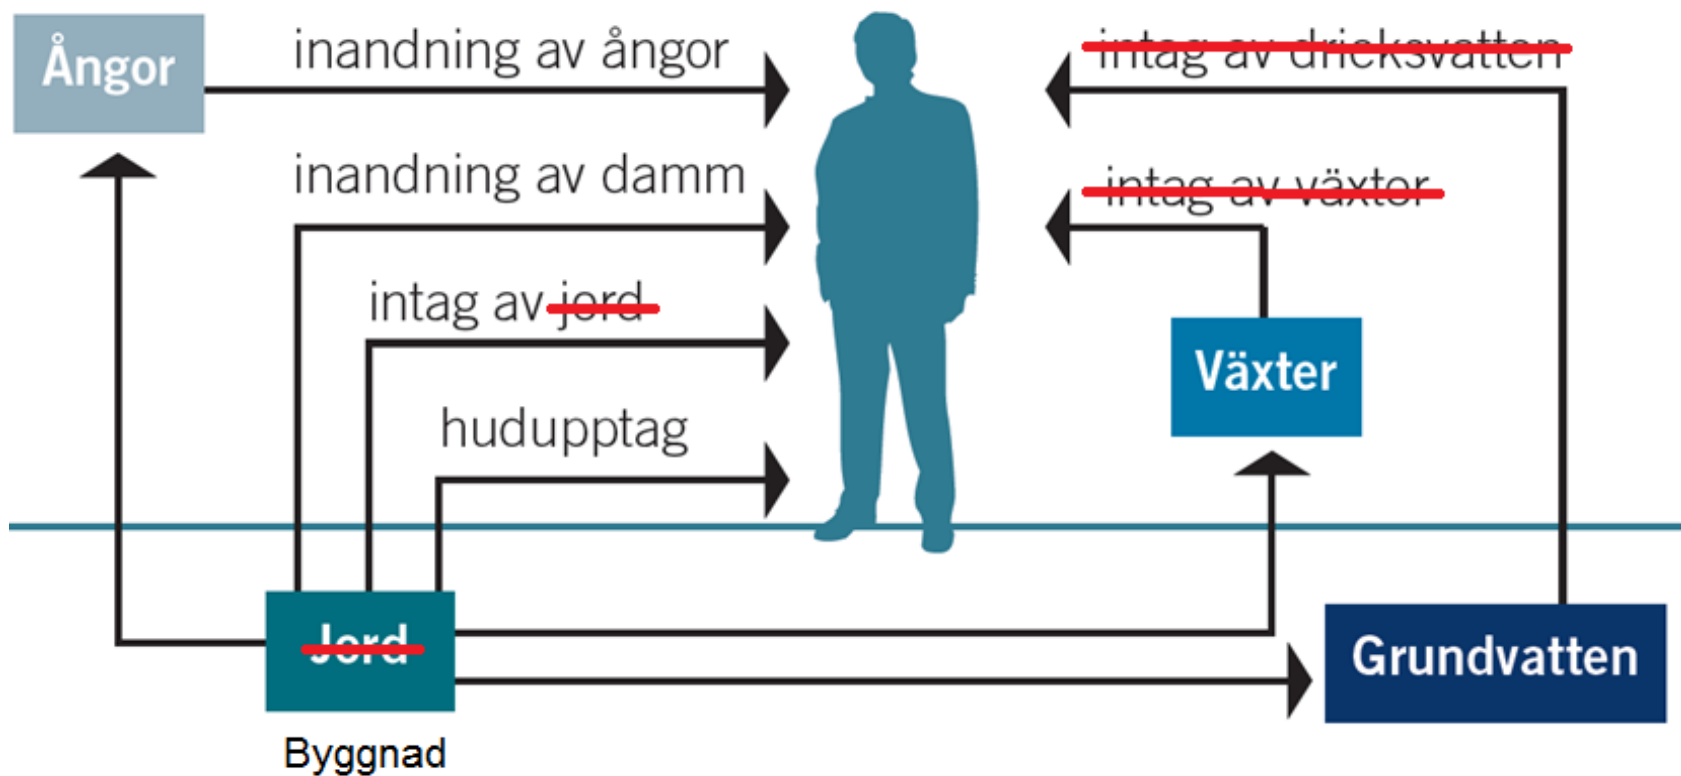 Ångor
inandning av ångor
intag av dricksvatten
inandning av damm
intag av växter
intag av jord
Växter
hudupptag
Jord
Grundvatten
Byggnad